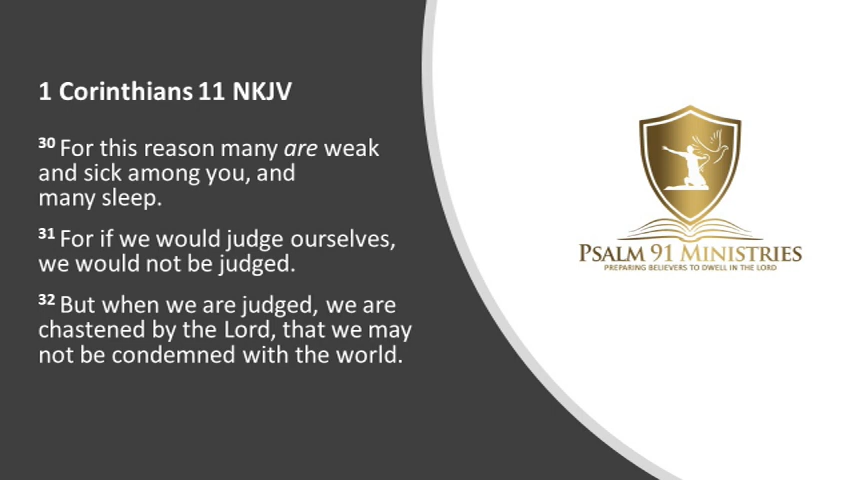 1 Corinthians 11 NKJV
30 For this reason many are weak
and sick among you, and
many sleep.
31 For if we would judge ourselves,
we would not be judged.
32 But when we are judged, we are
chastened by the Lord, that we may
not be condemned with the world.
PSALM 91 MINISTRIES
PREPARING BELIEVERS TO DWELL IN THE LORD